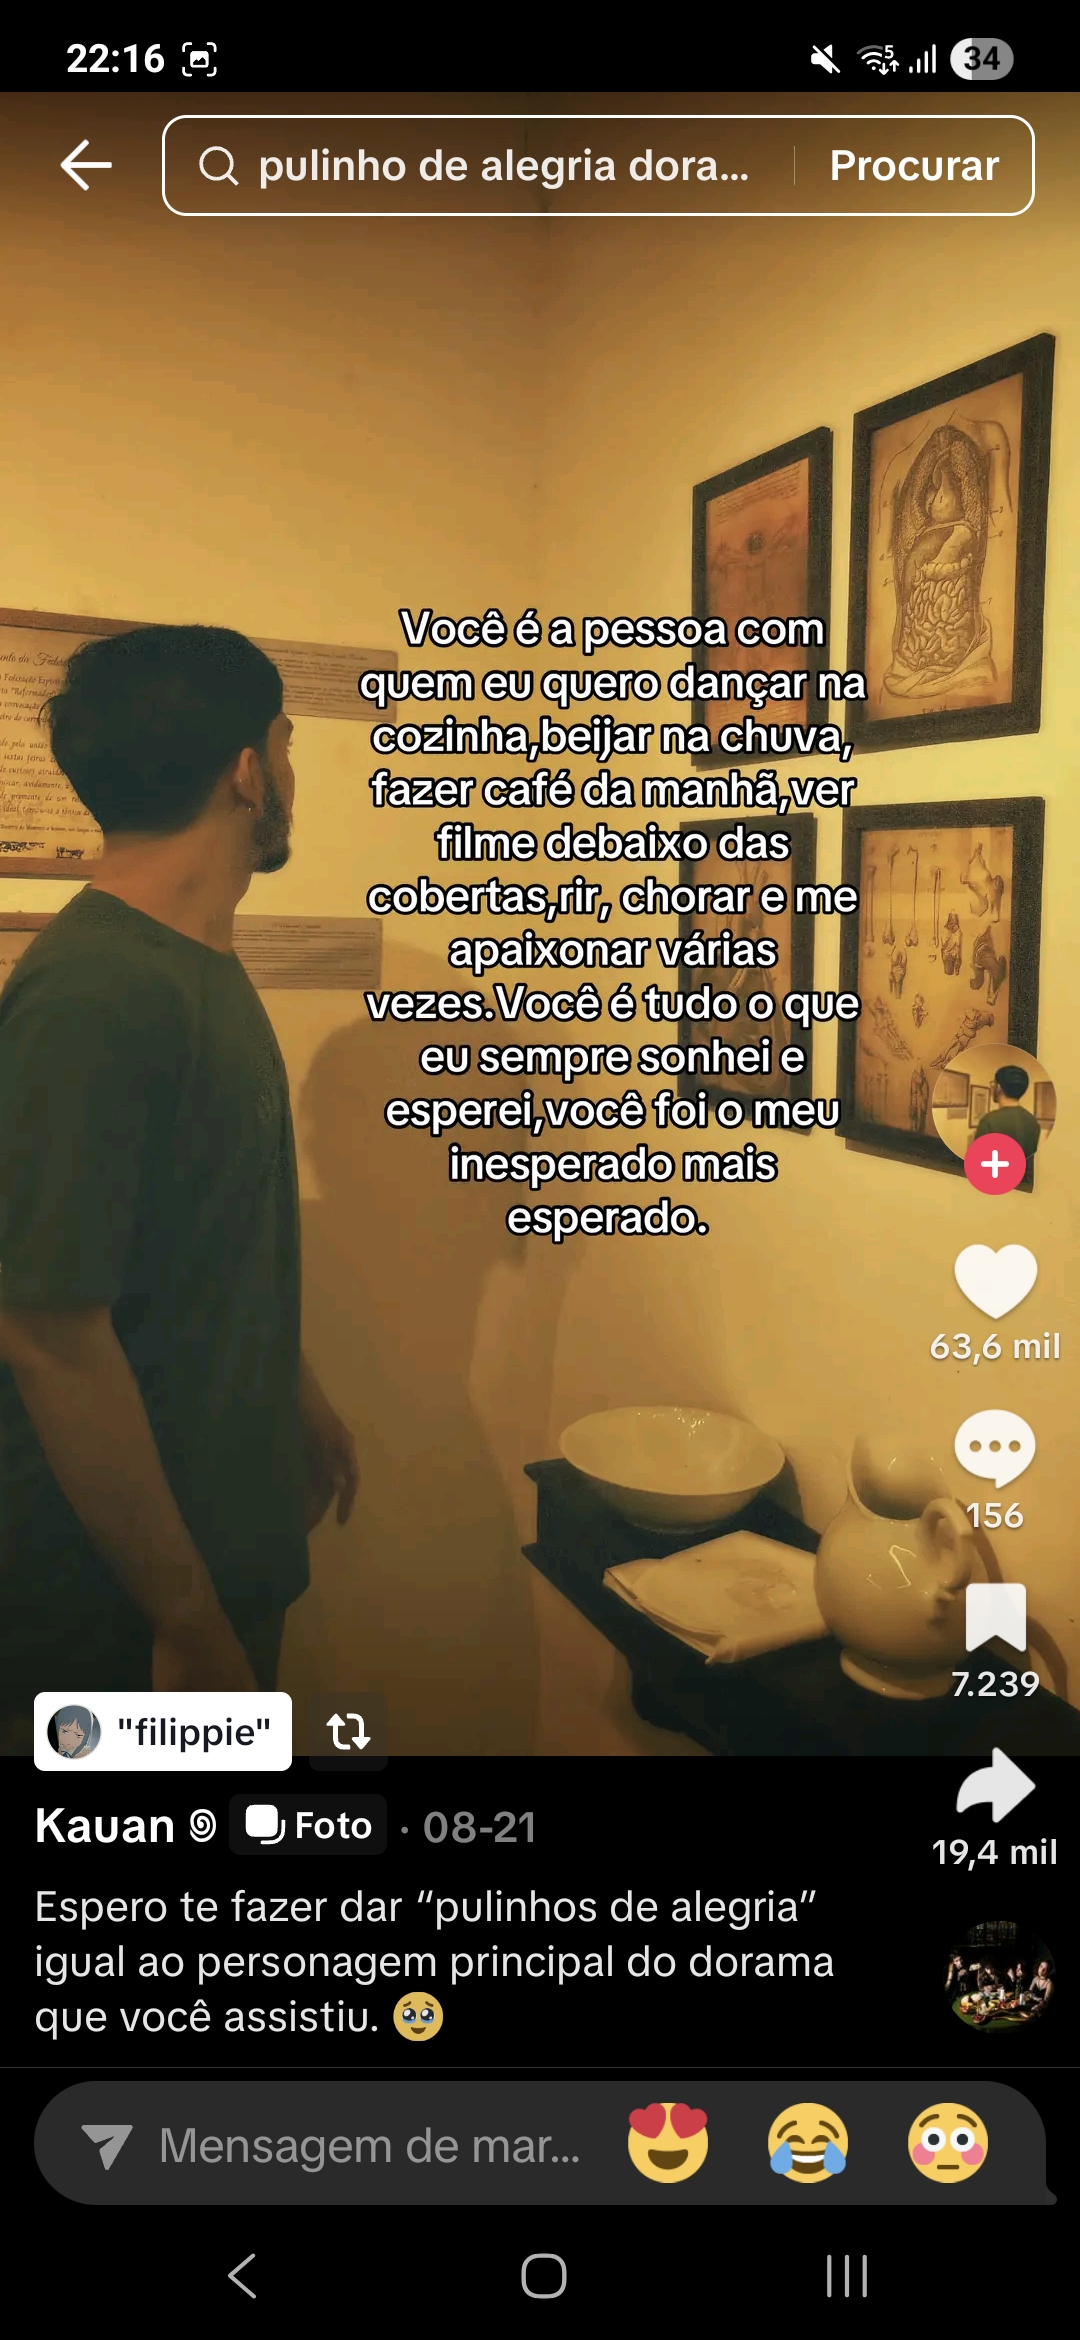 22:16
5
34
pulinho de alegria dora...
Procurar
Você é a pessoa com
quem eu quero dançar na
cozinha,beijar na chuva,
fazer café da manhã,ver
filme debaixo das
cobertas,rir, chorar e me
apaixonar várias
vezes.Você é tudo o que
eu sempre sonhei e
esperei,você foi o meu
inesperado mais
esperado.
63,6 mil
156
7.239
19,4 mil
"filippie"
Kauan
Foto
· 08-21
Espero te fazer dar “pulinhos de alegria”
igual ao personagem principal do dorama
que você assistiu. 🥹
Mensagem de mar...